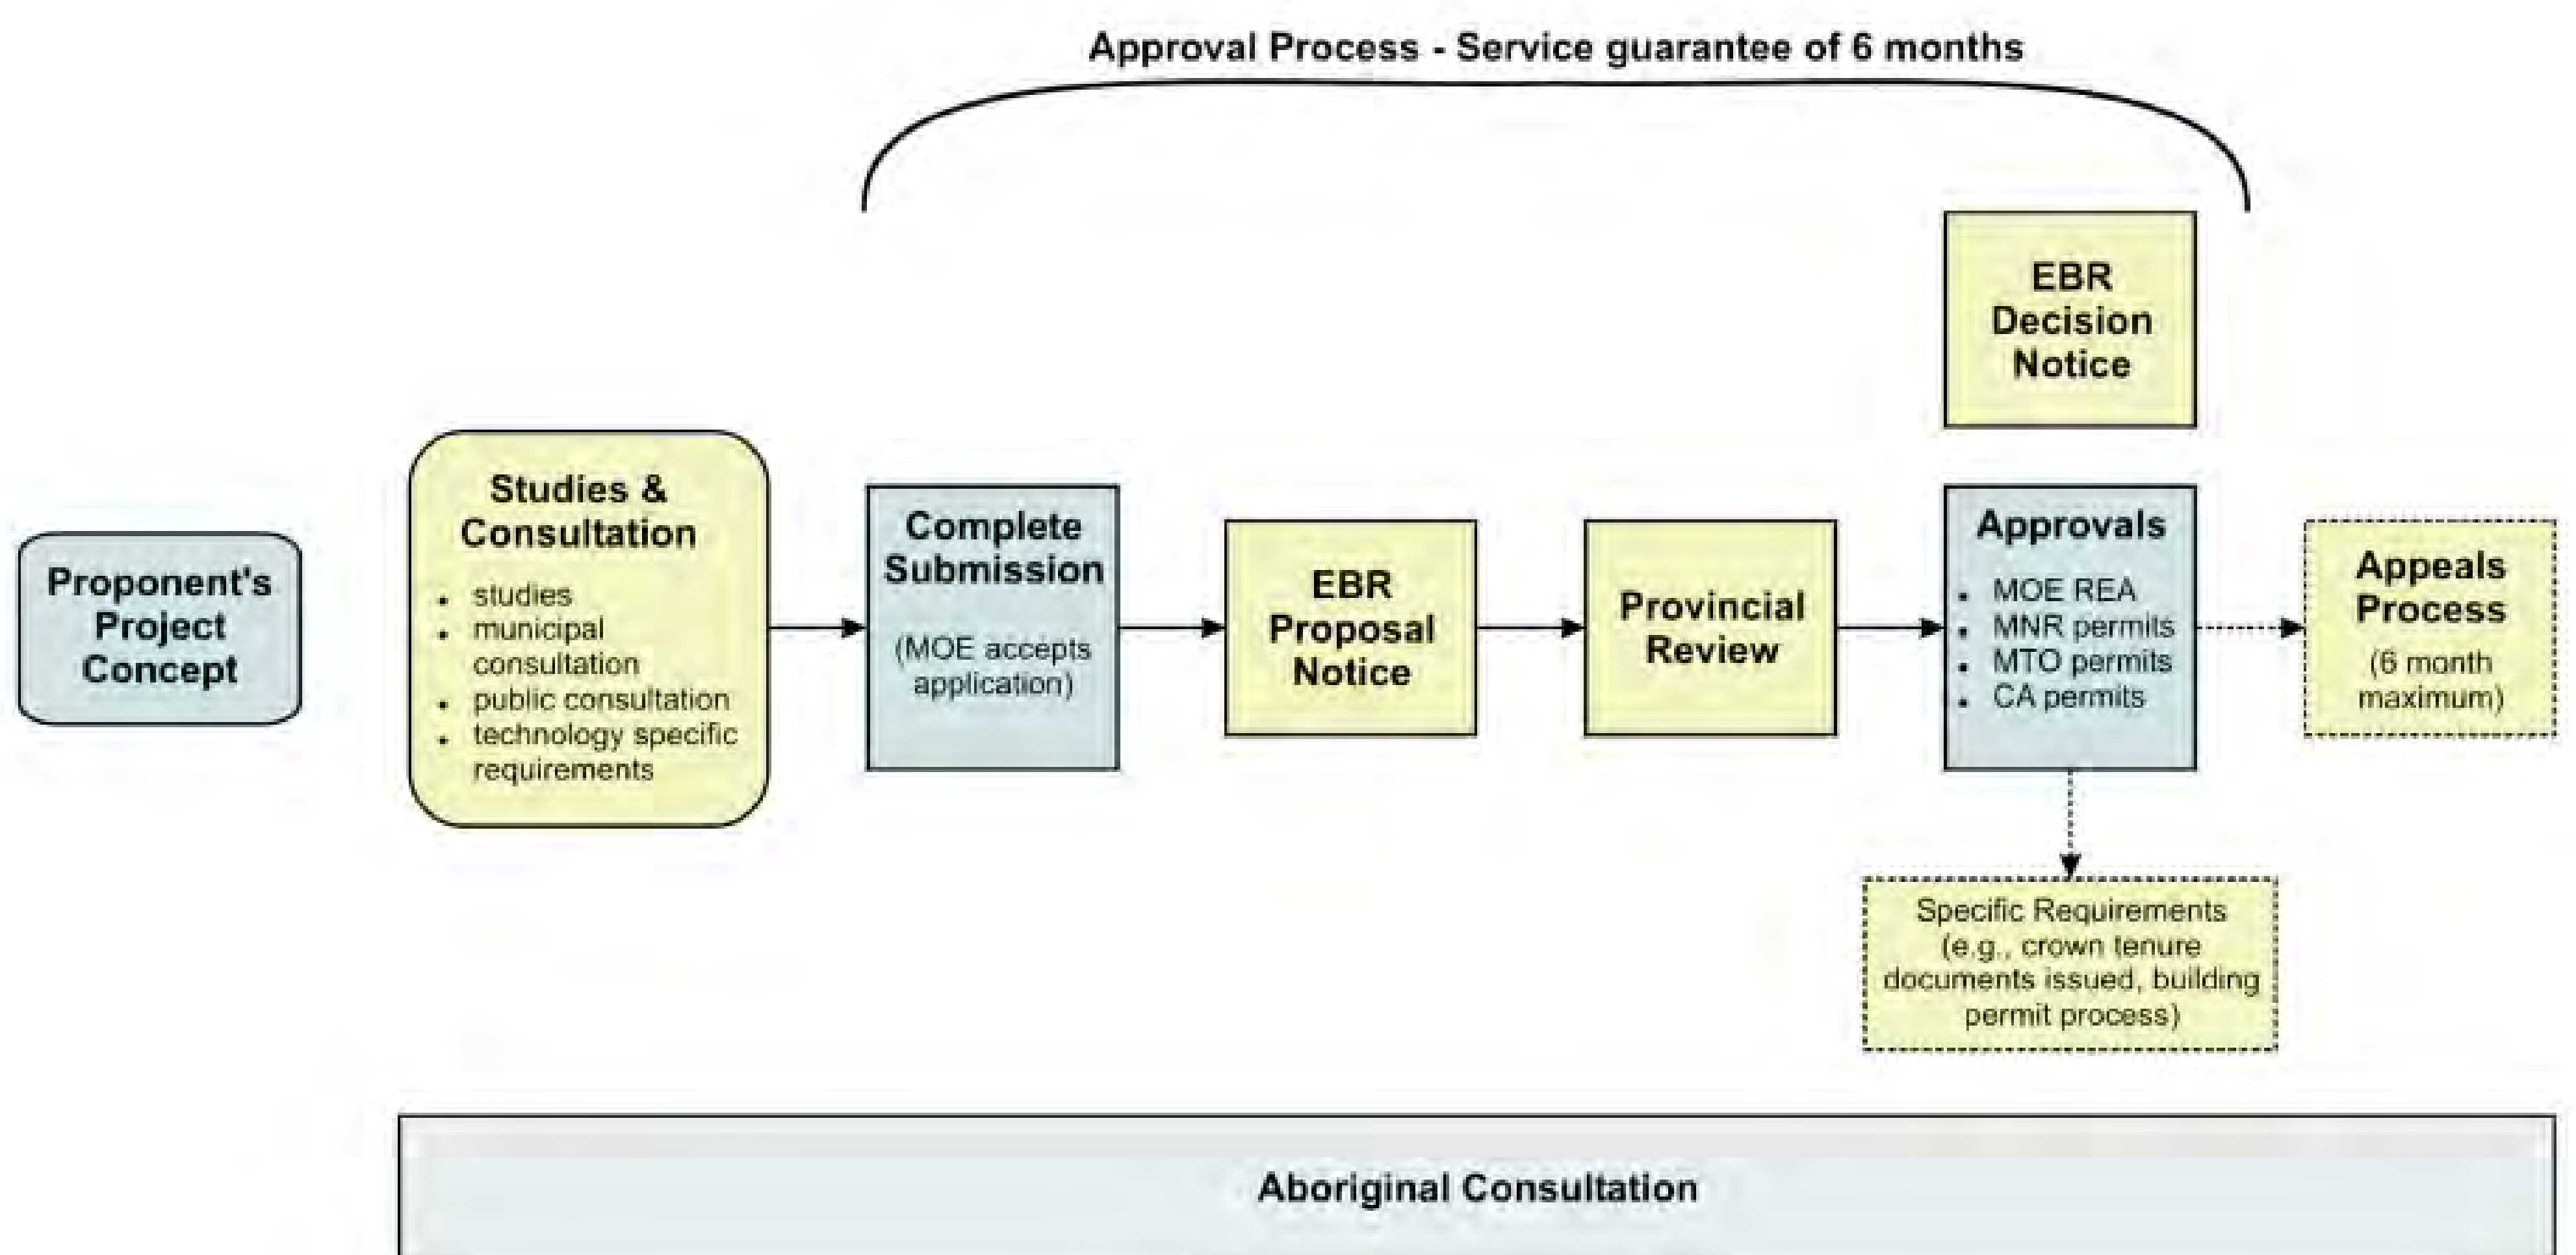 Approval Process - Service guarantee of 6 months
EBR
Decision
Notice
Proponent's
Project
Concept
Studies &
Consultation
• studies
• municipal
consultation
• public consultation
• technology specific
requirements
Complete
Submission
(MOE accepts
application)
EBR
Proposal
Notice
Provincial
Review
Approvals
• MOE REA
• MNR permits
• MTO permits
• CA permits
Appeals
Process
(6 month
maximum)
Specific Requirements
(e.g., crown tenure
documents issued, building
permit process)
Aboriginal Consultation